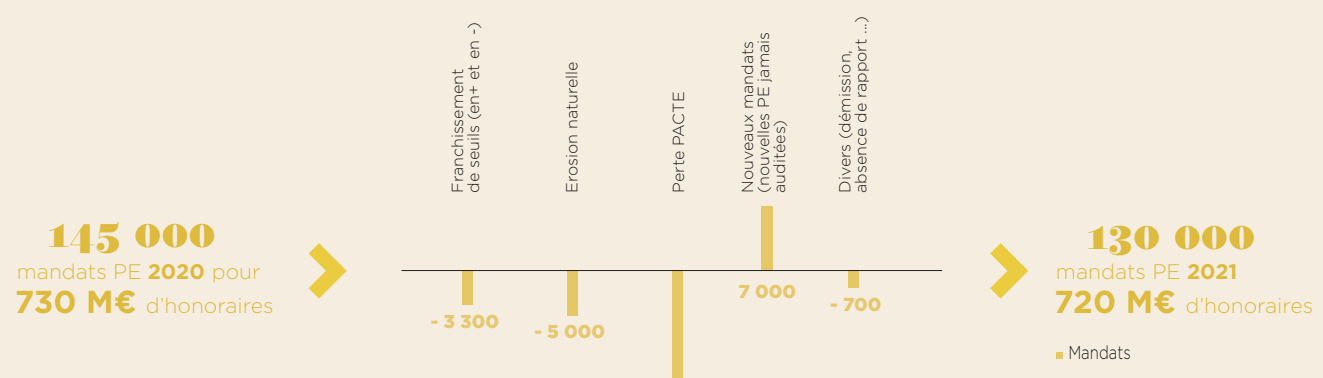 145 000
mandats PE 2020 pour
730 M€ d'honoraires
Franchissement
de seuils (en+ et en -)
Erosion naturelle
Perte PACTE
Nouveaux mandats
(nouvelles PE jamais
auditées)
Divers (démission,
absence de rapport ...)
- 3 300
- 5 000
7 000
- 700
130 000
mandats PE 2021
720 M€ d'honoraires
Mandats